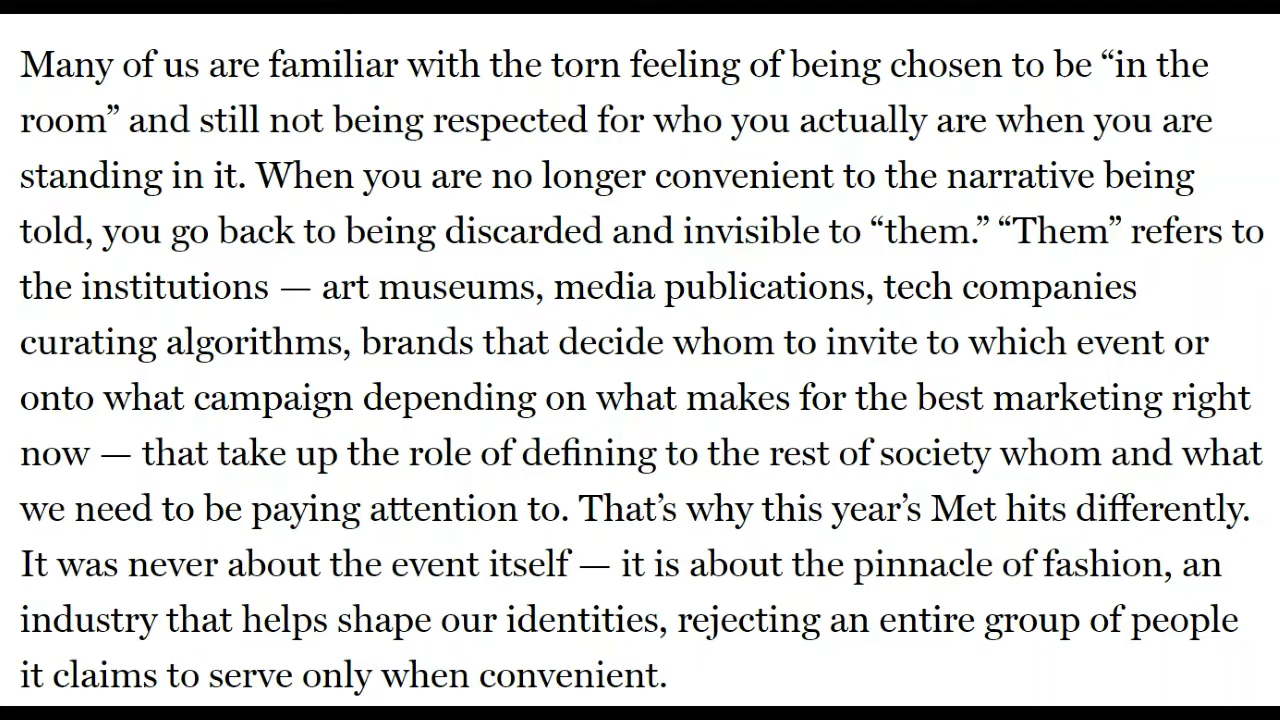 Many of us are familiar with the torn feeling of being chosen to be “in the
room” and still not being respected for who you actually are when you are
standing in it. When you are no longer convenient to the narrative being
told, you go back to being discarded and invisible to “them.” “Them” refers to
the institutions — art museums, media publications, tech companies
curating algorithms, brands that decide whom to invite to which event or
onto what campaign depending on what makes for the best marketing right
now — that take up the role of defining to the rest of society whom and what
we need to be paying attention to. That’s why this year’s Met hits differently.
It was never about the event itself — it is about the pinnacle of fashion, an
industry that helps shape our identities, rejecting an entire group of people
it claims to serve only when convenient.